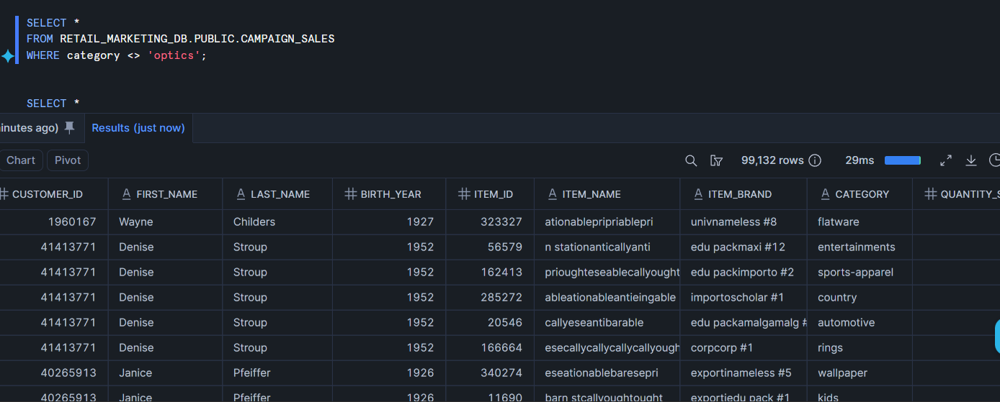 SELECT *
FROM RETAIL_MARKETING_DB.PUBLIC.CAMPAIGN_SALES
WHERE category <> 'optics';
SELECT *
inutes ago) Results (just now)
Chart Pivot 99,132 rows 29ms
CUSTOMER_ID FIRST_NAME LAST_NAME BIRTH_YEAR ITEM_ID ITEM_NAME ITEM_BRAND CATEGORY QUANTITY_S
1960167 Wayne Childers 1927 323327 ationablepripriablepri univnameless #8 flatware
41413771 Denise Stroup 1952 56579 n stationanticallyanti edu packmaxi #12 entertainments
41413771 Denise Stroup 1952 162413 prioughteseablecallyought edu packimporto #2 sports-apparel
41413771 Denise Stroup 1952 285272 ableationableantieingable importoscholar #1 country
41413771 Denise Stroup 1952 20546 callyeseantibarable edu packamalgamalg # automotive
41413771 Denise Stroup 1952 166664 esecallycallycallycallyough corpcorp #1 rings
40265913 Janice Pfeiffer 1926 340274 eseationablebaresepri exportinameless #5 wallpaper
40265913 Janice Pfeiffer 1926 11690 barn stcallyoughtought exportiedu pack #1 kids